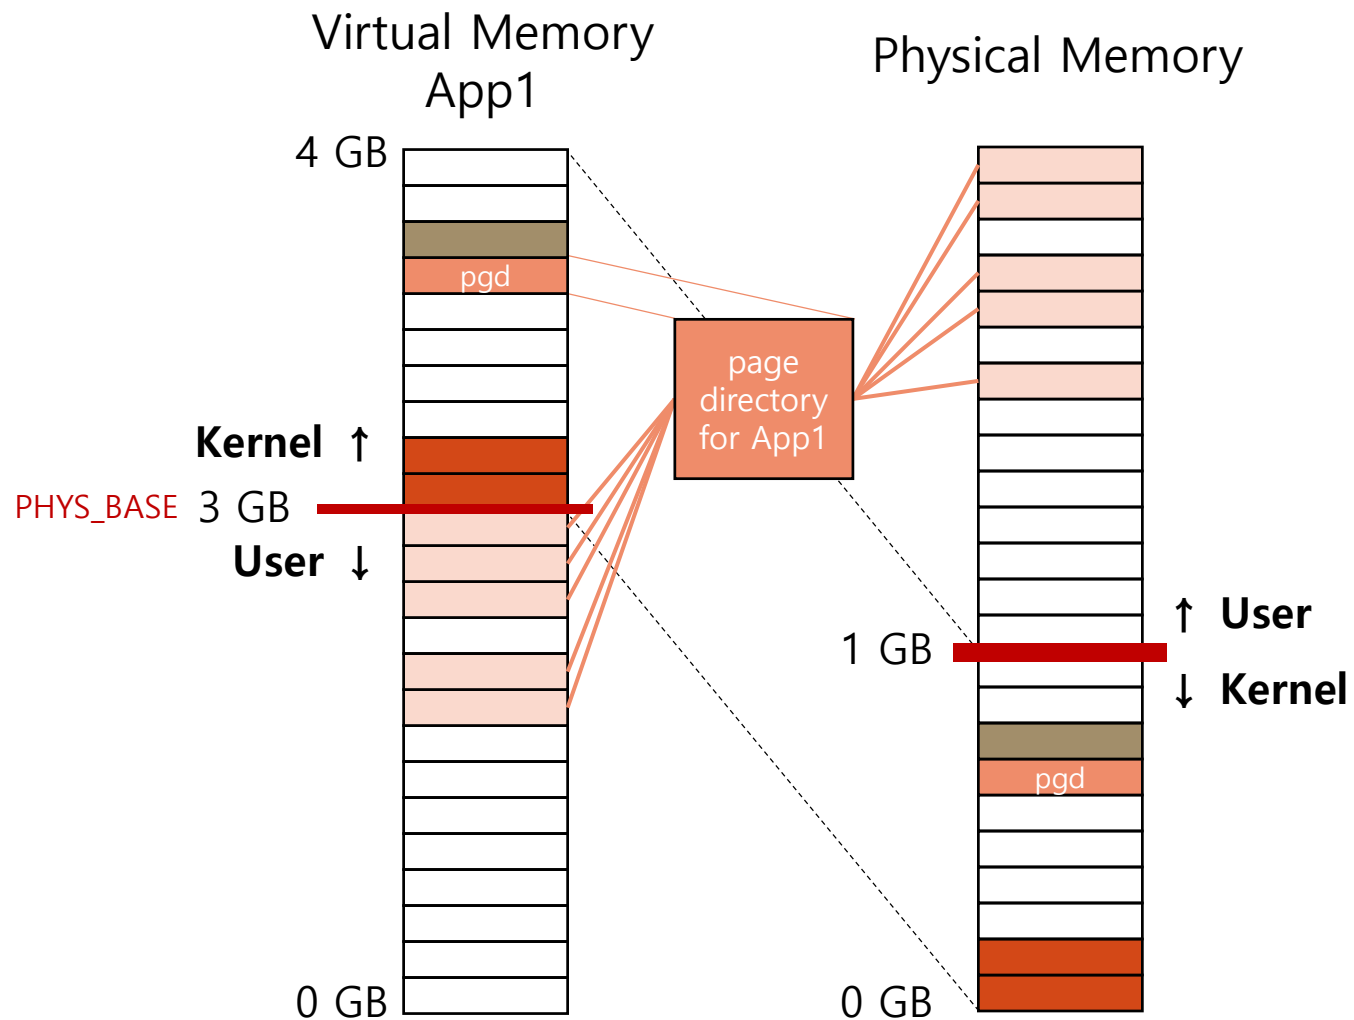 Virtual Memory
App1
Physical Memory
4 GB
pgd
page
directory
for App1
Kernel ↑
PHYS_BASE 3 GB
User ↓
↑ User
1 GB
↓ Kernel
pgd
0 GB
0 GB